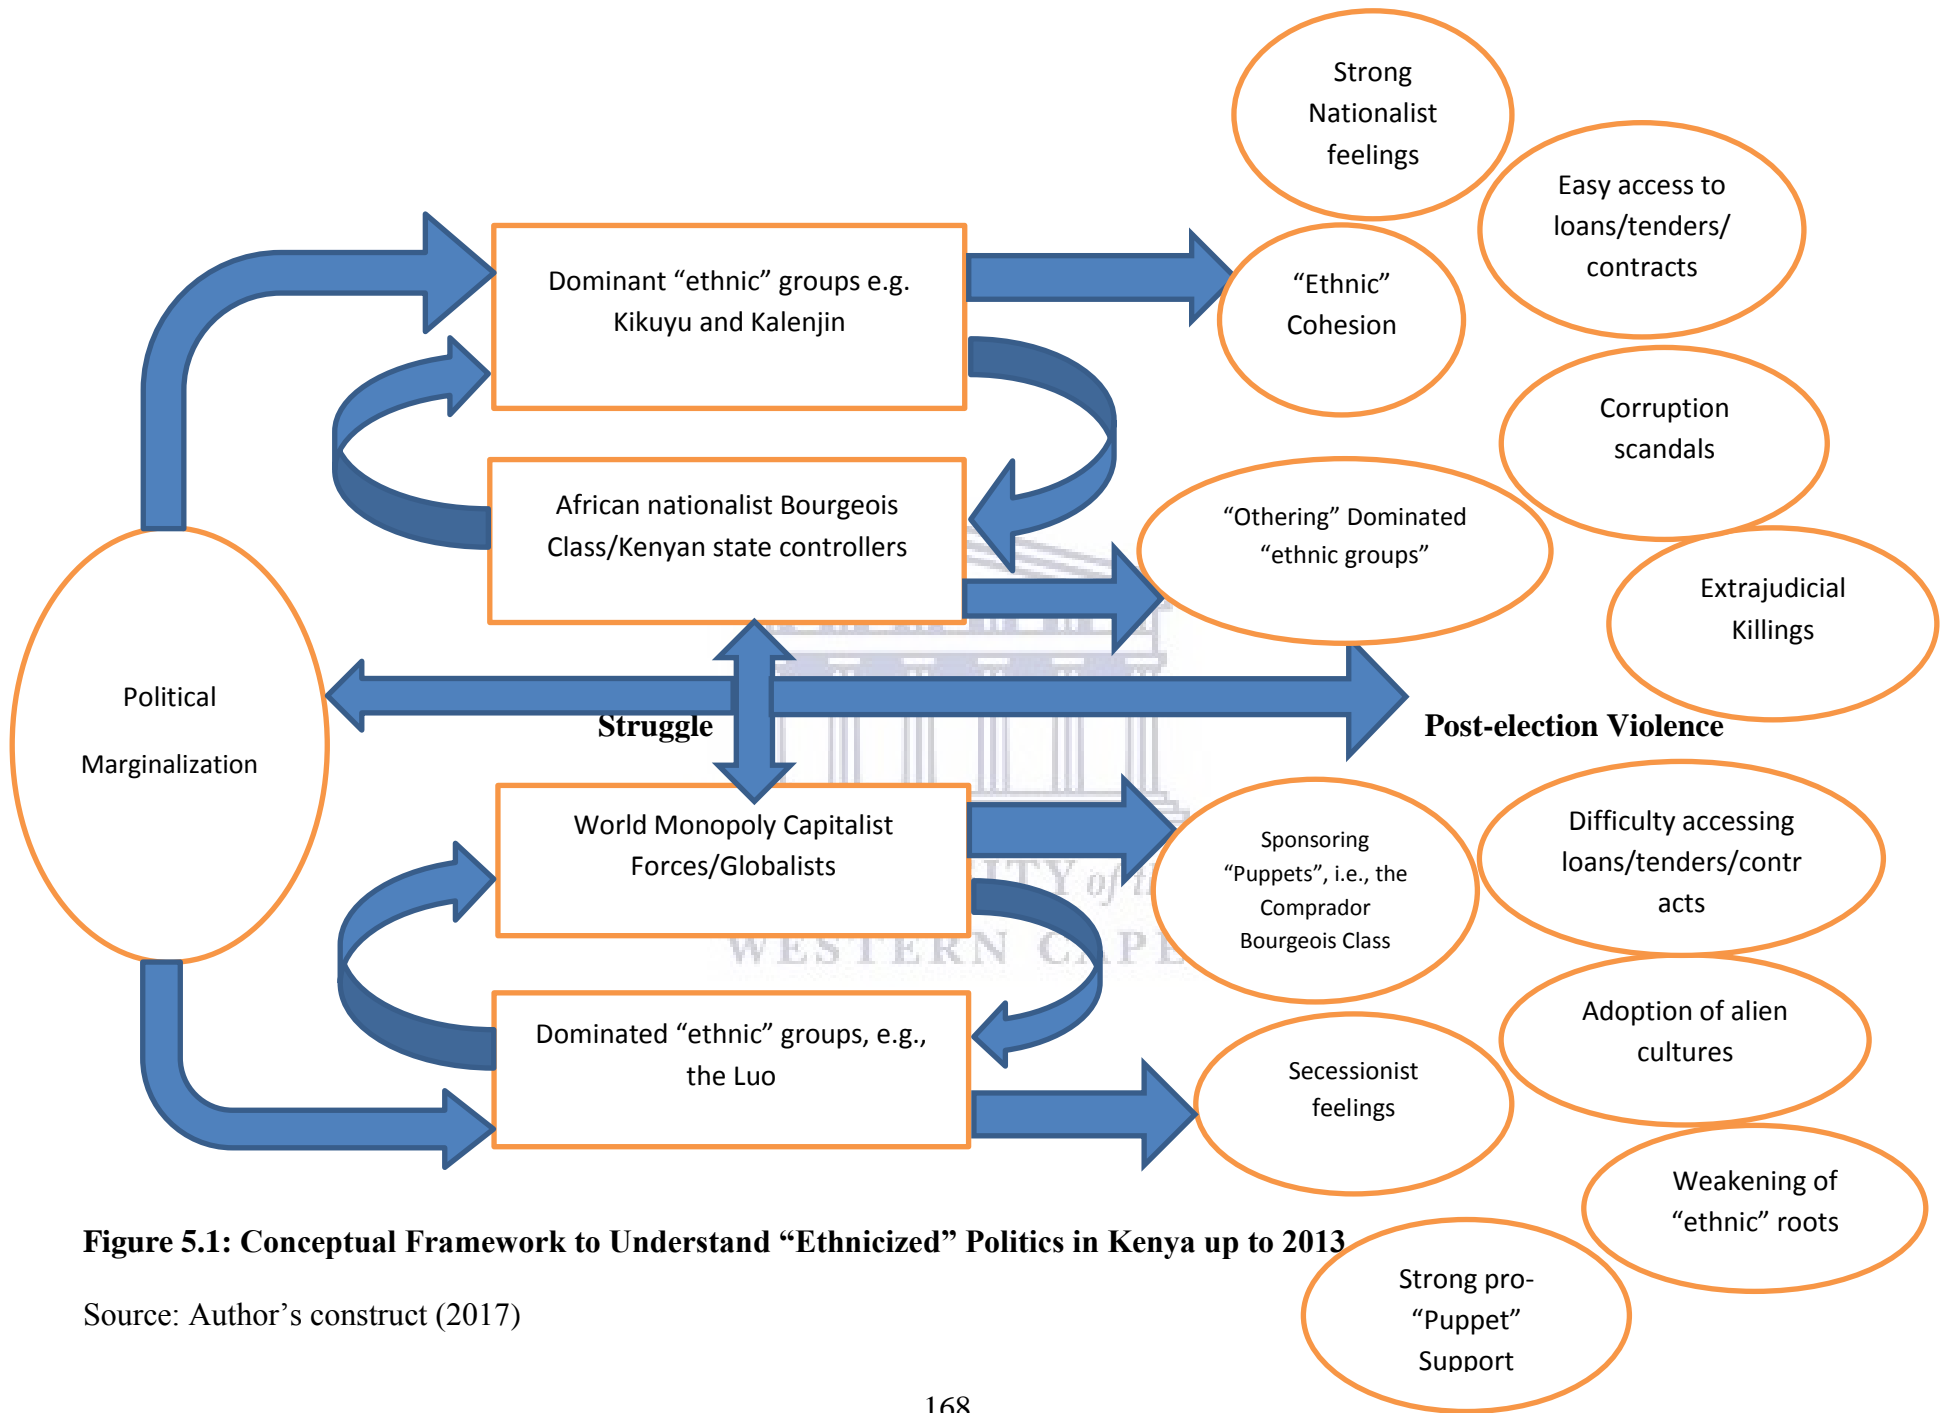 Strong
Nationalist
feelings
Easy access to
loans/tenders/
contracts
Dominant “ethnic” groups e.g.
Kikuyu and Kalenjin
“Ethnic”
Cohesion
Corruption
scandals
African nationalist Bourgeois
Class/Kenyan state controllers
“Othering” Dominated
“ethnic groups”
Extrajudicial
Killings
Political
Marginalization
Struggle
Post-election Violence
World Monopoly Capitalist
Forces/Globalists
Sponsoring
“Puppets”, i.e., the
Comprador
Bourgeois Class
Difficulty accessing
loans/tenders/contr
acts
of
WESTERN CAPE
Dominated “ethnic” groups, e.g.,
the Luo
Secessionist
feelings
Adoption of alien
cultures
Weakening of
“ethnic” roots
Strong pro-
“Puppet”
Support
Figure 5.1: Conceptual Framework to Understand “Ethnicized” Politics in Kenya up to 2013
Source: Author’s construct (2017)
168